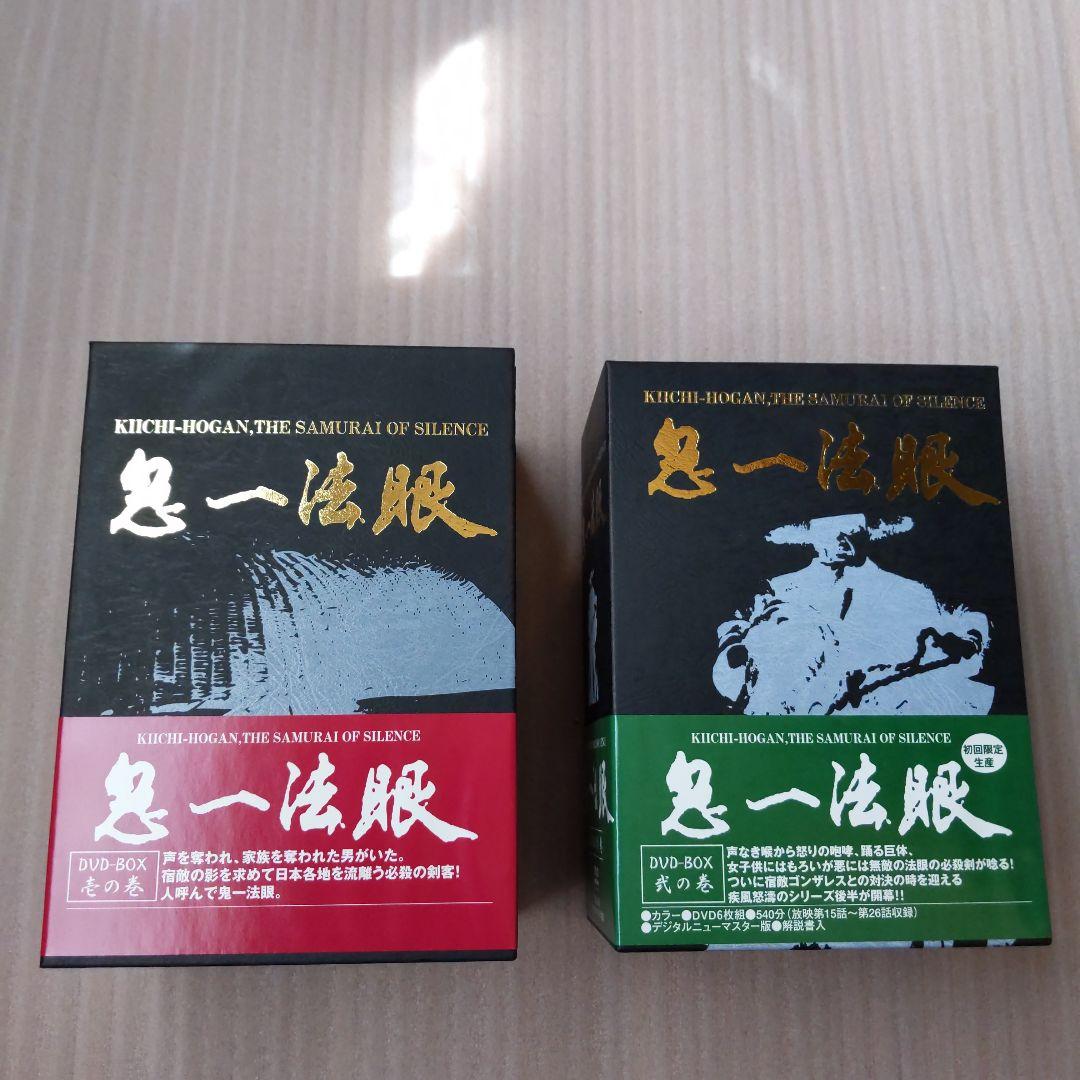 KIICHI-HOGAN,THE SAMURAI OF SILENCE
鬼一法眼
KIICHI-HOGAN,THE SAMURAI OF SILENCE
鬼一法眼
DVD-BOX
壱の巻
声を奪われ、家族を奪われた男がいた。
宿敵の影を求めて日本各地を流離う必殺の剣客!
人呼んで鬼一法眼。
KIICHI-HOGAN,THE SAMURAI OF SILENCE
鬼一法眼
KIICHI-HOGAN,THE SAMURAI OF SILENCE
初回限定
生産
鬼一法眼
DVD-BOX
弐の巻
声なき喉から怒りの咆哮、踊る巨体、
女子供にはもろいが悪には無敵の法眼の必殺剣が唸る!
ついに宿敵ゴンザレスとの対決の時を迎える
疾風怒濤のシリーズ後半が開幕!!
●カラー●DVD6枚組●540分(放映第15話〜第26話収録)
●デジタルニューマスター版●解説書入